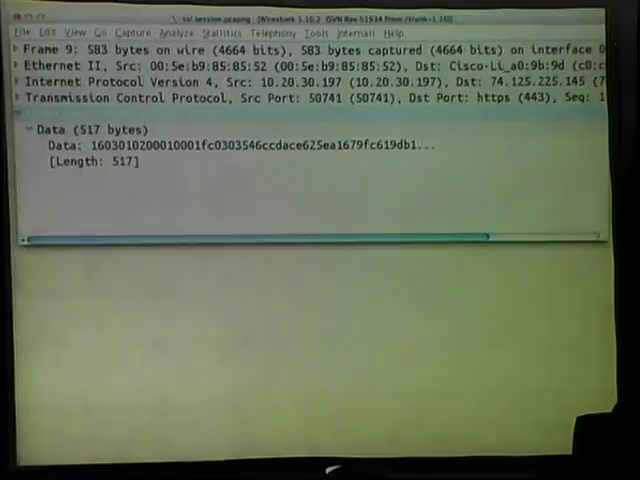 ssl.session.pcapng [Wireshark 1.10.2 (SVN Rev 51934 from /trunk-1.10)]
File Edit View Go Capture Analyze Statistics Telephony Tools Internals Help
Frame 9: 583 bytes on wire (4664 bits), 583 bytes captured (4664 bits) on interface 0
Ethernet II, Src: 00:5e:b9:85:85:52 (00:5e:b9:85:85:52), Dst: Cisco-Li_a0:9b:9d (c0:c
Internet Protocol Version 4, Src: 10.20.30.197 (10.20.30.197), Dst: 74.125.225.145 (7
Transmission Control Protocol, Src Port: 50741 (50741), Dst Port: https (443), Seq: 1
Data (517 bytes)
Data: 1603010200010001fc0303546ccdace625ea1679fc619db1...
[Length: 517]